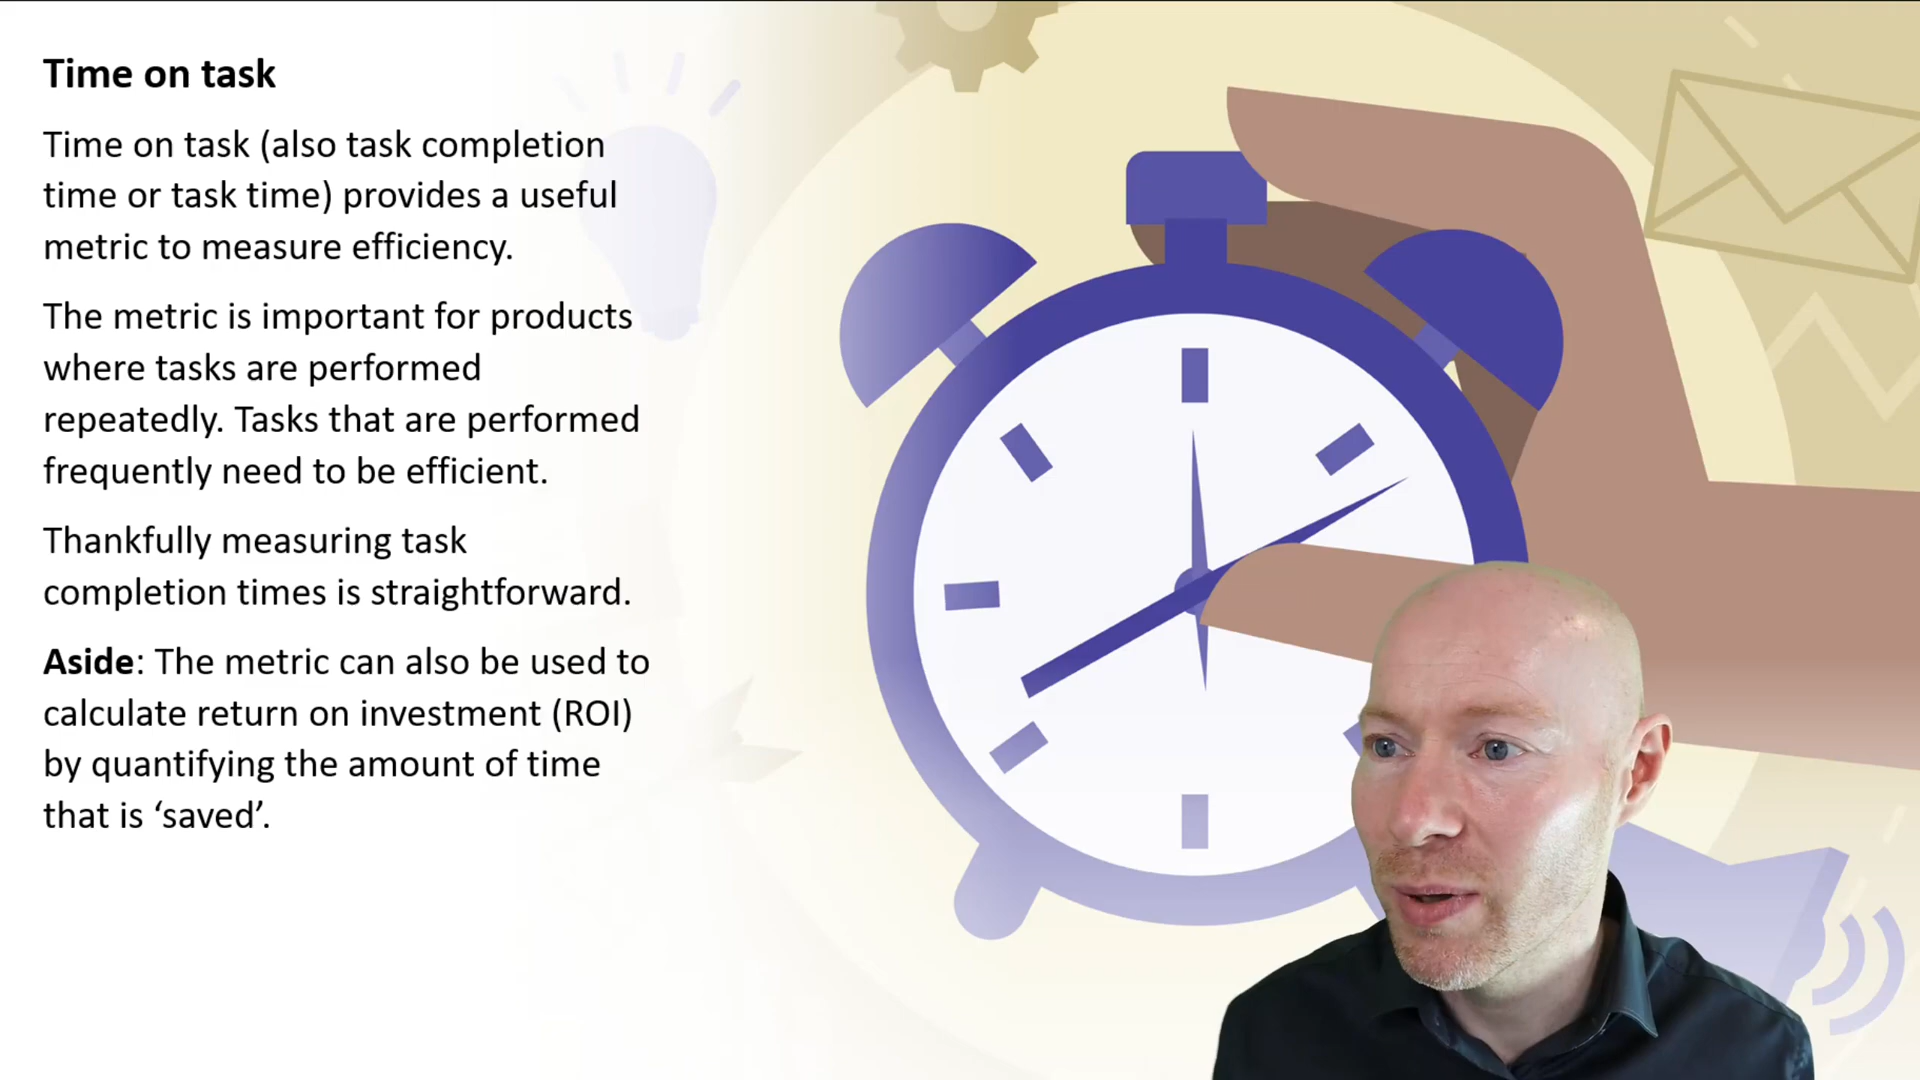 Time on task
Time on task (also task completion
time or task time) provides a useful
metric to measure efficiency.
The metric is important for products
where tasks are performed
repeatedly. Tasks that are performed
frequently need to be efficient.
Thankfully measuring task
completion times is straightforward.
Aside: The metric can also be used to
calculate return on investment (ROI)
by quantifying the amount of time
that is ‘saved’.